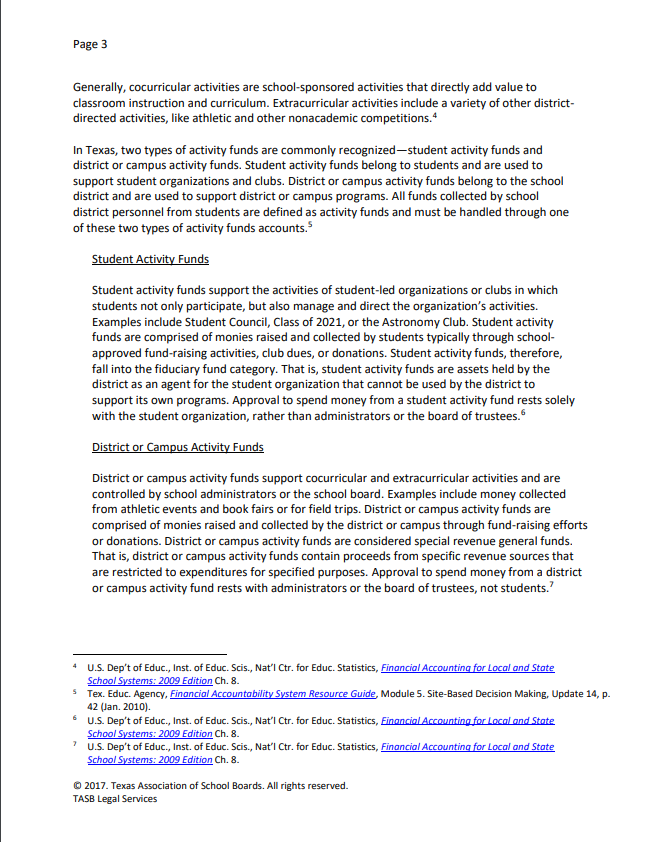 Page 3
Generally, cocurricular activities are school-sponsored activities that directly add value to
classroom instruction and curriculum. Extracurricular activities include a variety of other district-
directed activities, like athletic and other nonacademic competitions.4
In Texas, two types of activity funds are commonly recognized—student activity funds and
district or campus activity funds. Student activity funds belong to students and are used to
support student organizations and clubs. District or campus activity funds belong to the school
district and are used to support district or campus programs. All funds collected by school
district personnel from students are defined as activity funds and must be handled through one
of these two types of activity funds accounts.5
Student Activity Funds
Student activity funds support the activities of student-led organizations or clubs in which
students not only participate, but also manage and direct the organization's activities.
Examples include Student Council, Class of 2021, or the Astronomy Club. Student activity
funds are comprised of monies raised and collected by students typically through school-
approved fund-raising activities, club dues, or donations. Student activity funds, therefore,
fall into the fiduciary fund category. That is, student activity funds are assets held by the
district as an agent for the student organization that cannot be used by the district to
support its own programs. Approval to spend money from a student activity fund rests solely
with the student organization, rather than administrators or the board of trustees.6
District or Campus Activity Funds
District or campus activity funds support cocurricular and extracurricular activities and are
controlled by school administrators or the school board. Examples include money collected
from athletic events and book fairs or for field trips. District or campus activity funds are
comprised of monies raised and collected by the district or campus through fund-raising efforts
or donations. District or campus activity funds are considered special revenue general funds.
That is, district or campus activity funds contain proceeds from specific revenue sources that
are restricted to expenditures for specified purposes. Approval to spend money from a district
or campus activity fund rests with administrators or the board of trustees, not students.7
4 U.S. Dep't of Educ., Inst. of Educ. Scis., Nat'l Ctr. for Educ. Statistics, Financial Accounting for Local and State
School Systems: 2009 Edition Ch. 8.
5 Tex. Educ. Agency, Financial Accountability System Resource Guide, Module 5. Site-Based Decision Making, Update 14, p.
42 (Jan. 2010).
6 U.S. Dep't of Educ., Inst. of Educ. Scis., Nat'l Ctr. for Educ. Statistics, Financial Accounting for Local and State
School Systems: 2009 Edition Ch. 8.
7 U.S. Dep't of Educ., Inst. of Educ. Scis., Nat'l Ctr. for Educ. Statistics, Financial Accounting for Local and State
School Systems: 2009 Edition Ch. 8.
© 2017. Texas Association of School Boards. All rights reserved.
TASB Legal Services